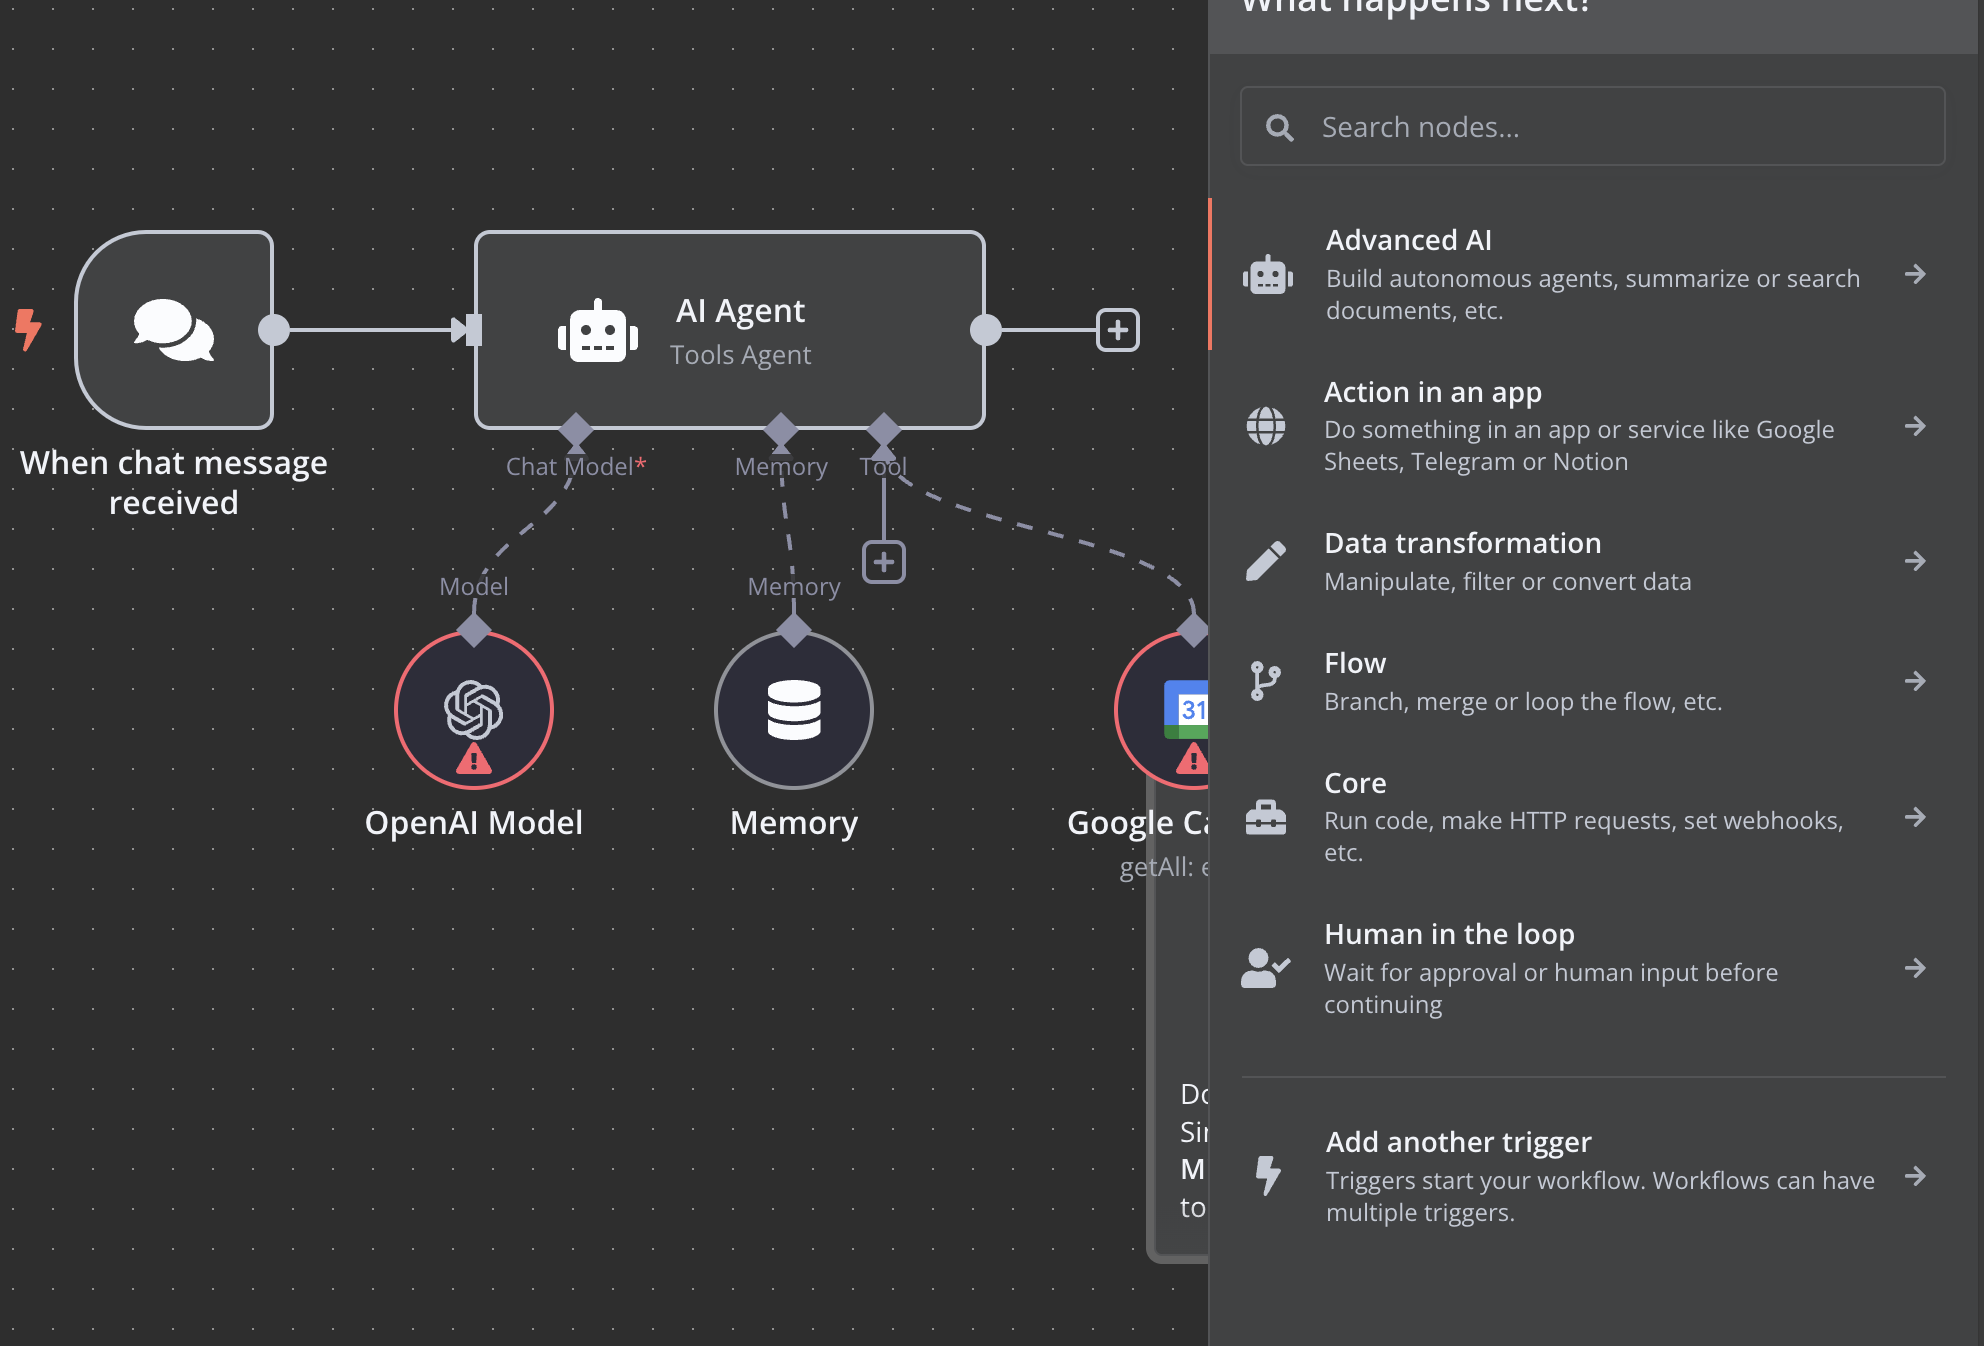 What happens next?
Search nodes...
Advanced AI
Build autonomous agents, summarize or search
documents, etc.
Action in an app
Do something in an app or service like Google
Sheets, Telegram or Notion
Data transformation
Manipulate, filter or convert data
Flow
Branch, merge or loop the flow, etc.
Core
Run code, make HTTP requests, set webhooks,
etc.
Human in the loop
Wait for approval or human input before
continuing
Add another trigger
Triggers start your workflow. Workflows can have
multiple triggers.
When chat message
received
AI Agent
Tools Agent
Chat Model*
Memory
Tool
Model
Memory
31
OpenAI Model
Memory
Google
getAll:
to